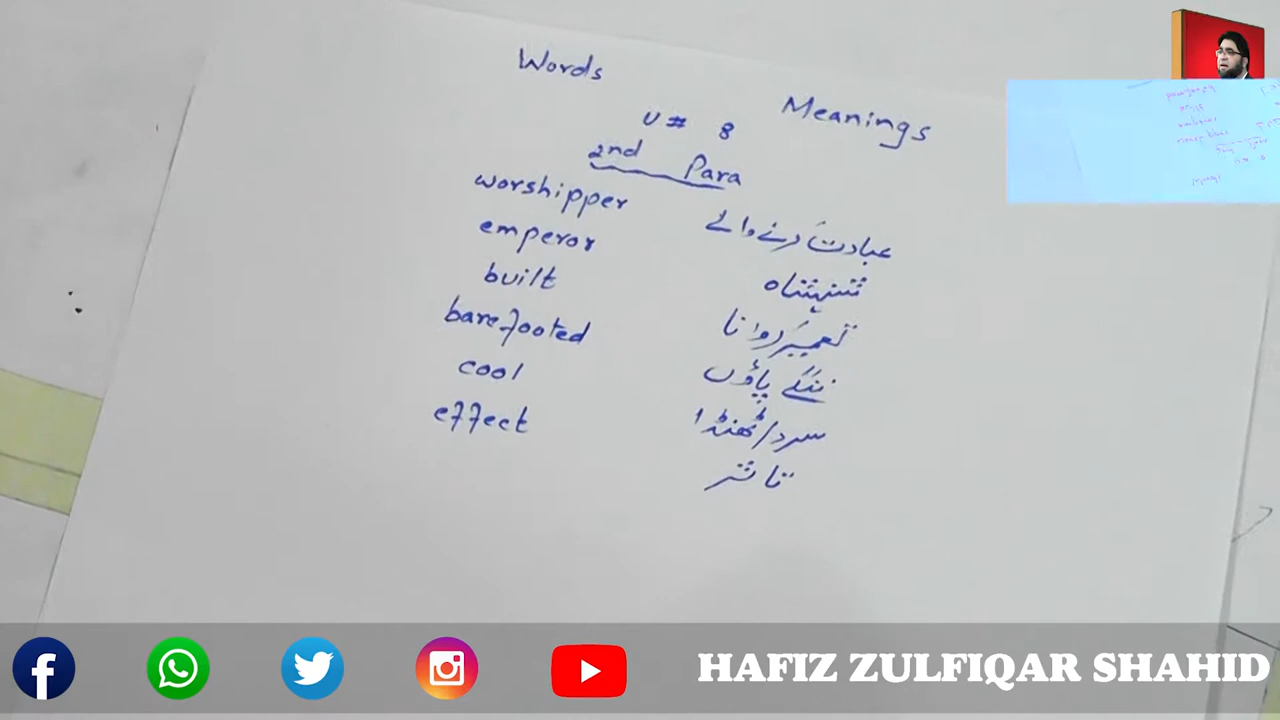 Words Meanings
U# 8
2nd Para
worshipper عبادت کرنے والے
emperor شہنشاہ
built تعمیر کروانا
barefooted ننگے پاؤں
cool سرد/ٹھنڈا
effect تاثر
HAFIZ ZULFIQAR SHAHID